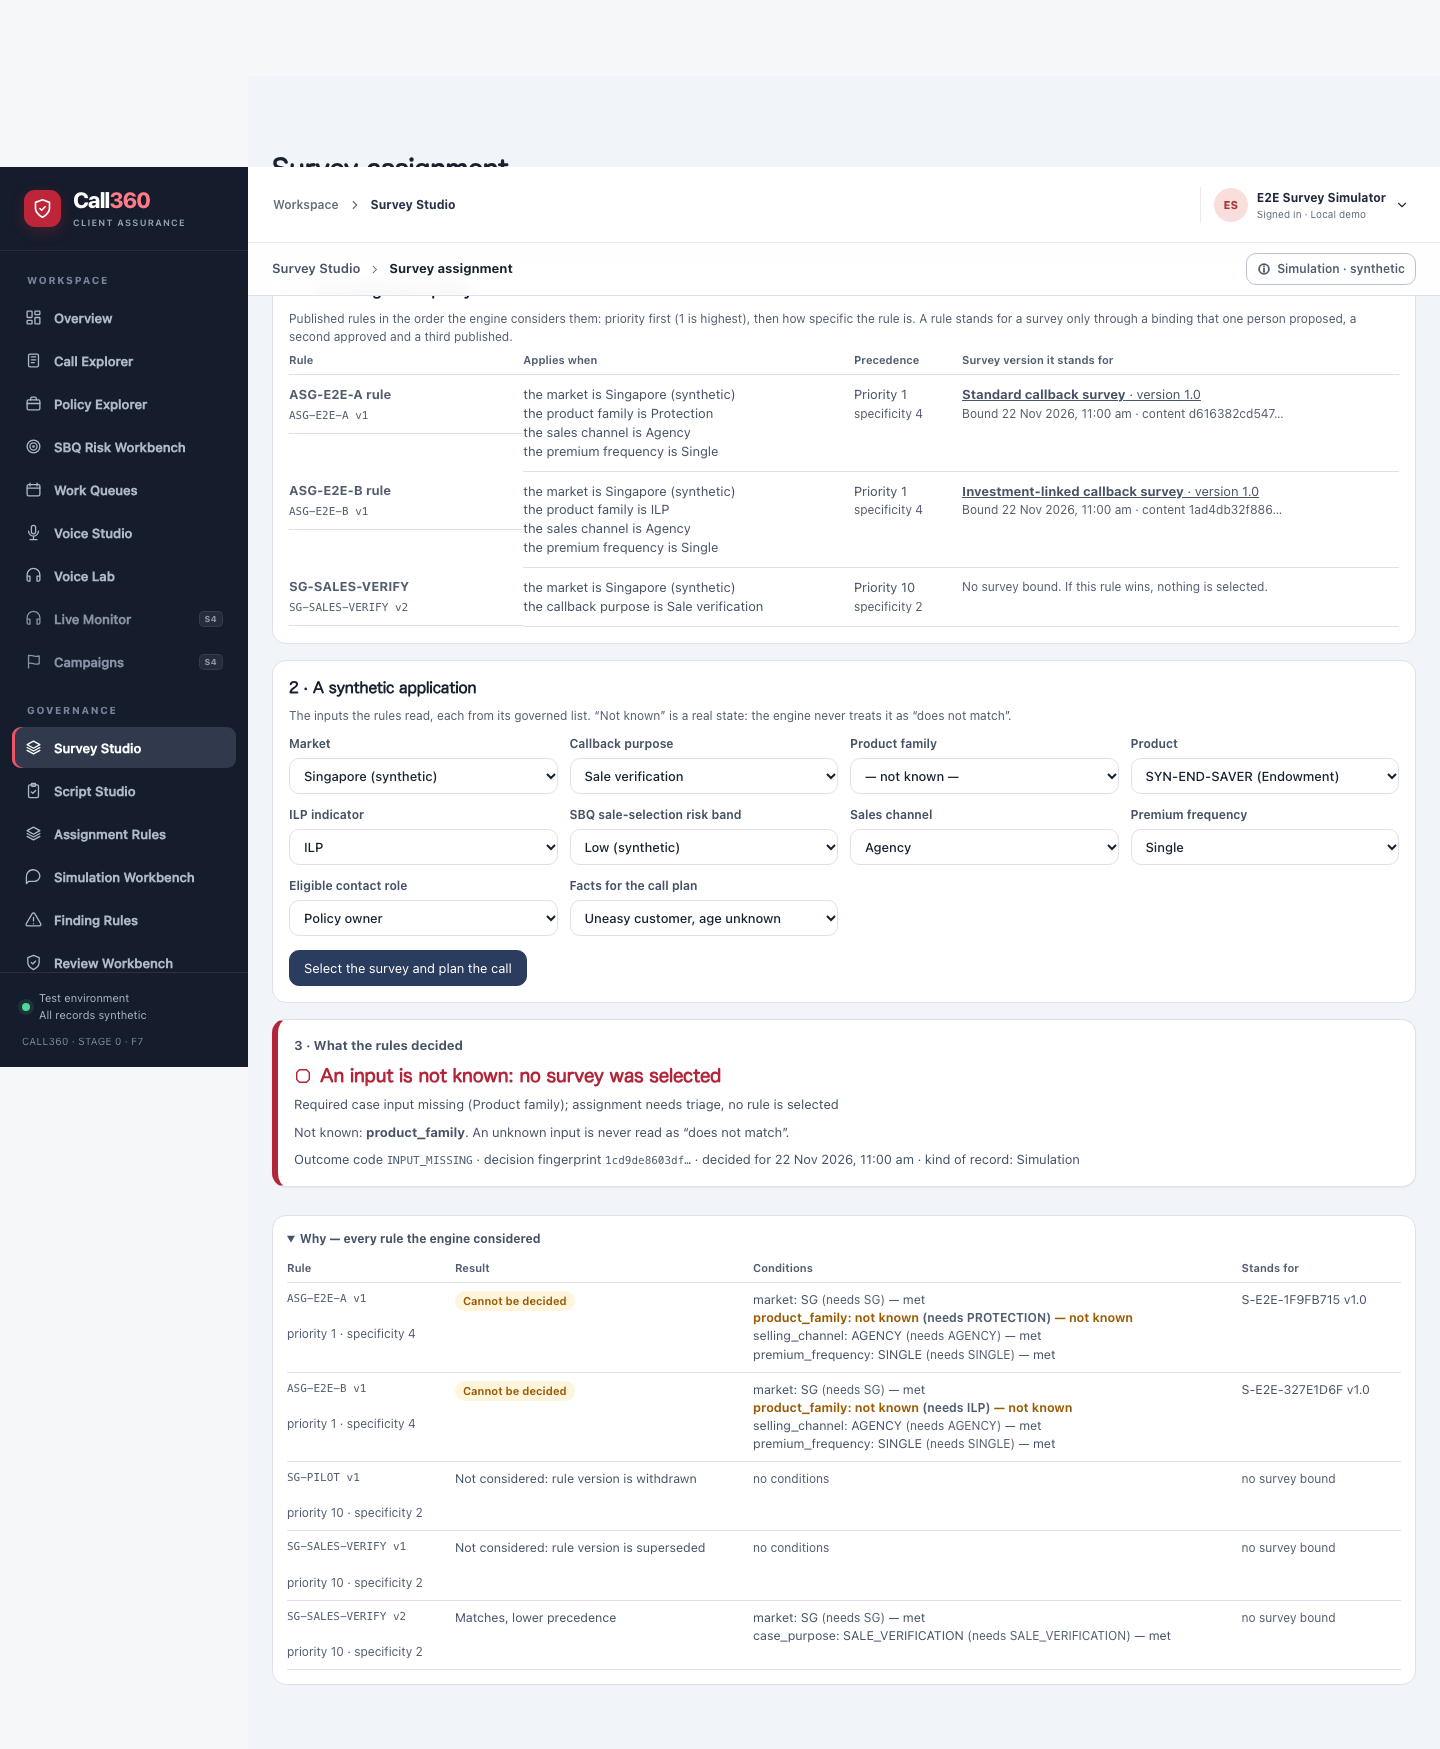 Survey assignment
Call360
CLIENT ASSURANCE
WORKSPACE
Overview
Call Explorer
Policy Explorer
SBQ Risk Workbench
Work Queues
Voice Studio
Voice Lab
Live Monitor S4
Campaigns S4
GOVERNANCE
Survey Studio
Script Studio
Assignment Rules
Simulation Workbench
Finding Rules
Review Workbench
Test environment
All records synthetic
CALL360 · STAGE 0 · F7
Workspace > Survey Studio
ES
E2E Survey Simulator
Signed in · Local demo
Survey Studio > Survey assignment
Simulation · synthetic
Published rules in the order the engine considers them: priority first (1 is highest), then how specific the rule is. A rule stands for a survey only through a binding that one person proposed, a
second approved and a third published.
Rule Applies when Precedence Survey version it stands for
ASG-E2E-A rule the market is Singapore (synthetic) Priority 1 Standard callback survey · version 1.0
ASG-E2E-A v1 the product family is Protection specificity 4 Bound 22 Nov 2026, 11:00 am · content d616382cd547…
the sales channel is Agency
the premium frequency is Single
ASG-E2E-B rule the market is Singapore (synthetic) Priority 1 Investment-linked callback survey · version 1.0
ASG-E2E-B v1 the product family is ILP specificity 4 Bound 22 Nov 2026, 11:00 am · content 1ad4db32f886…
the sales channel is Agency
the premium frequency is Single
SG-SALES-VERIFY the market is Singapore (synthetic) Priority 10 No survey bound. If this rule wins, nothing is selected.
SG-SALES-VERIFY v2 the callback purpose is Sale verification specificity 2
2 · A synthetic application
The inputs the rules read, each from its governed list. “Not known” is a real state: the engine never treats it as “does not match”.
Market Callback purpose Product family Product
Singapore (synthetic) Sale verification — not known — SYN-END-SAVER (Endowment)
ILP indicator SBQ sale-selection risk band Sales channel Premium frequency
ILP Low (synthetic) Agency Single
Eligible contact role Facts for the call plan
Policy owner Uneasy customer, age unknown
Select the survey and plan the call
3 · What the rules decided
An input is not known: no survey was selected
Required case input missing (Product family); assignment needs triage, no rule is selected
Not known: product_family. An unknown input is never read as “does not match”.
Outcome code INPUT_MISSING · decision fingerprint 1cd9de8603df… · decided for 22 Nov 2026, 11:00 am · kind of record: Simulation
▼ Why — every rule the engine considered
Rule Result Conditions Stands for
ASG-E2E-A v1 Cannot be decided market: SG (needs SG) — met S-E2E-1F9FB715 v1.0
product_family: not known (needs PROTECTION) — not known
priority 1 · specificity 4 selling_channel: AGENCY (needs AGENCY) — met
premium_frequency: SINGLE (needs SINGLE) — met
ASG-E2E-B v1 Cannot be decided market: SG (needs SG) — met S-E2E-327E1D6F v1.0
product_family: not known (needs ILP) — not known
priority 1 · specificity 4 selling_channel: AGENCY (needs AGENCY) — met
premium_frequency: SINGLE (needs SINGLE) — met
SG-PILOT v1 Not considered: rule version is withdrawn no conditions no survey bound
priority 10 · specificity 2
SG-SALES-VERIFY v1 Not considered: rule version is superseded no conditions no survey bound
priority 10 · specificity 2
SG-SALES-VERIFY v2 Matches, lower precedence market: SG (needs SG) — met no survey bound
case_purpose: SALE_VERIFICATION (needs SALE_VERIFICATION) — met
priority 10 · specificity 2